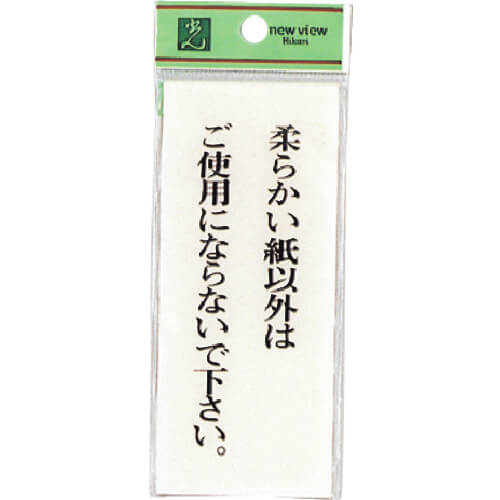 光
new view
Hikari
柔らかい紙以外は
ご使用にならないで下さい。